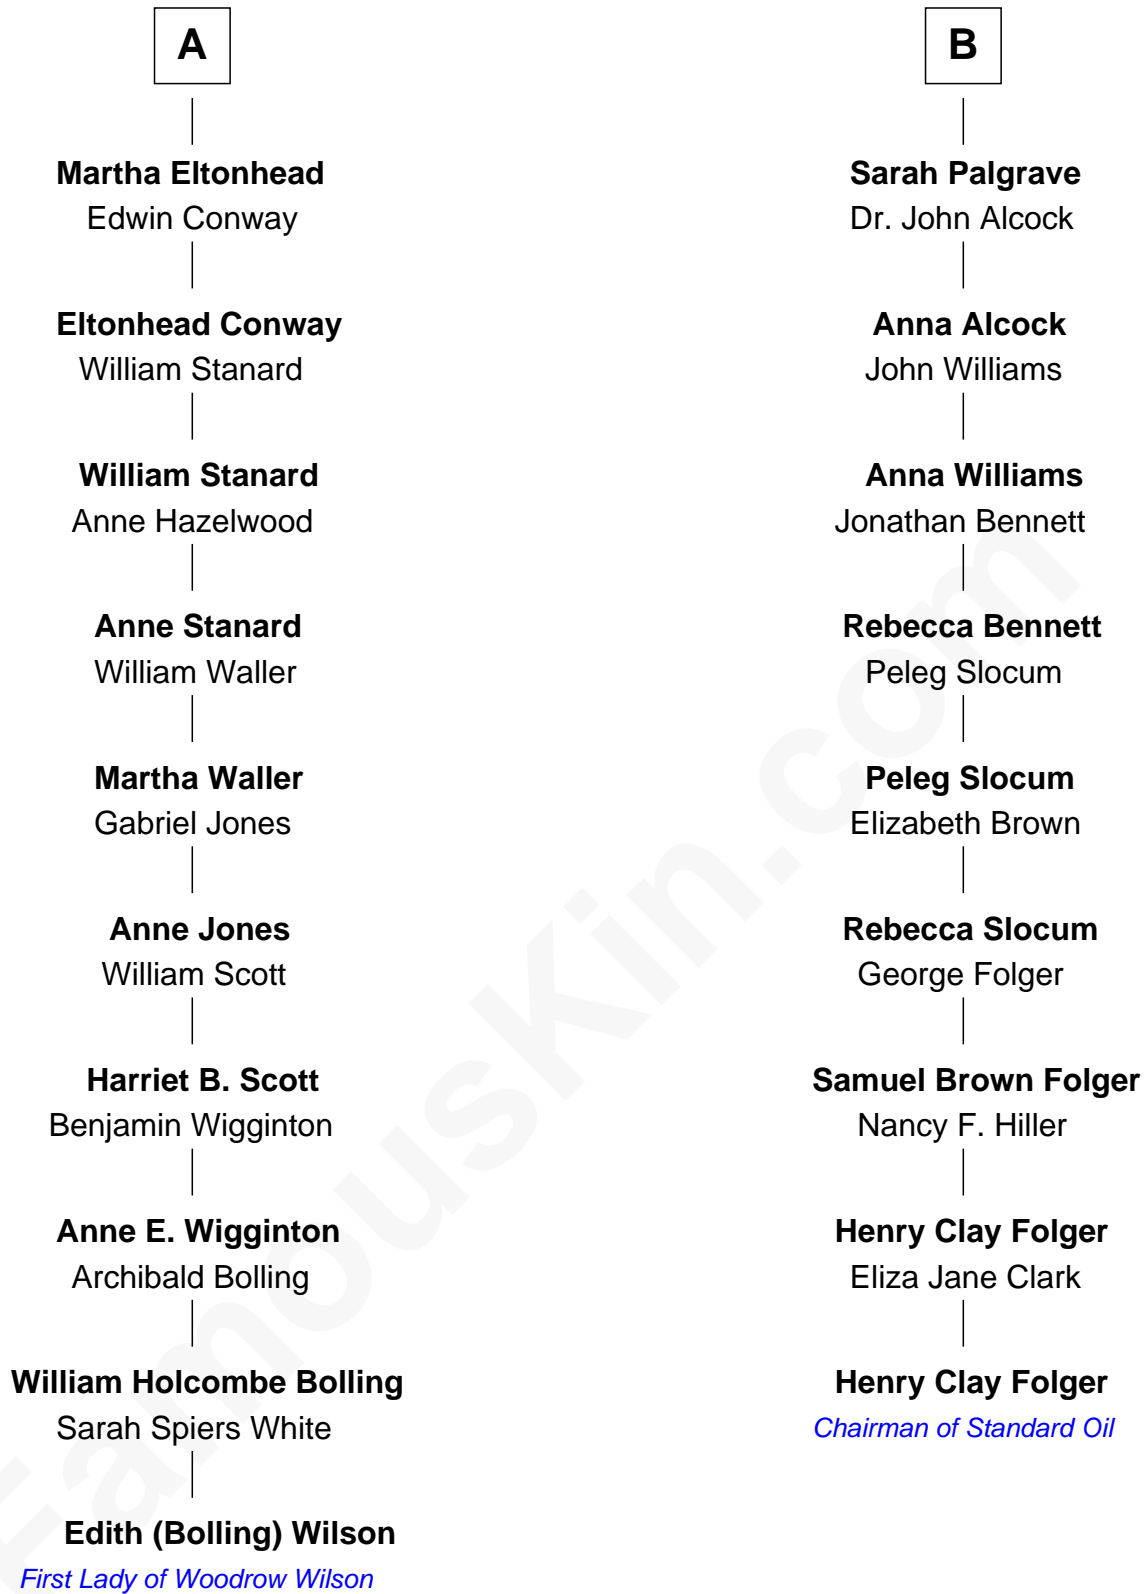 A
Martha Eltonhead
Edwin Conway
Eltonhead Conway
William Stanard
William Stanard
Anne Hazelwood
Anne Stanard
William Waller
Martha Waller
Gabriel Jones
Anne Jones
William Scott
Harriet B. Scott
Benjamin Wigginton
Anne E. Wigginton
Archibald Bolling
William Holcombe Bolling
Sarah Spiers White
Edith (Bolling) Wilson
First Lady of Woodrow Wilson
B
Sarah Palgrave
Dr. John Alcock
Anna Alcock
John Williams
Anna Williams
Jonathan Bennett
Rebecca Bennett
Peleg Slocum
Peleg Slocum
Elizabeth Brown
Rebecca Slocum
George Folger
Samuel Brown Folger
Nancy F. Hiller
Henry Clay Folger
Eliza Jane Clark
Henry Clay Folger
Chairman of Standard Oil
FamousKin.com